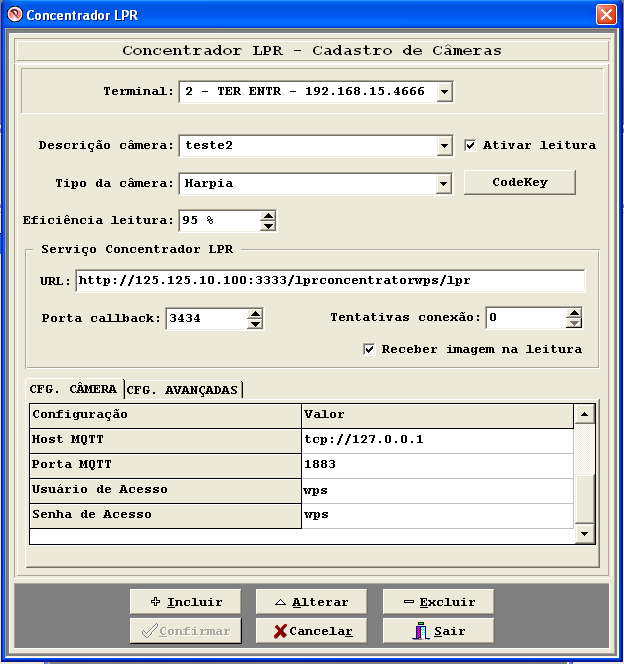 Concentrador LPR
Concentrador LPR - Cadastro de Câmeras
Terminal: 2 - TER ENTR - 192.168.15.4666
Descrição câmera: teste2 Ativar leitura
Tipo da câmera: Harpia CodeKey
Eficiência leitura: 95 %
Serviço Concentrador LPR
URL: http://125.125.10.100:3333/lprconcentratorwps/lpr
Porta callback: 3434 Tentativas conexão: 0
Receber imagem na leitura
CFG. CÂMERA CFG. AVANÇADAS
Configuração Valor
Host MQTT tcp://127.0.0.1
Porta MQTT 1883
Usuário de Acesso wps
Senha de Acesso wps
Incluir Alterar Excluir
Confirmar Cancelar Sair